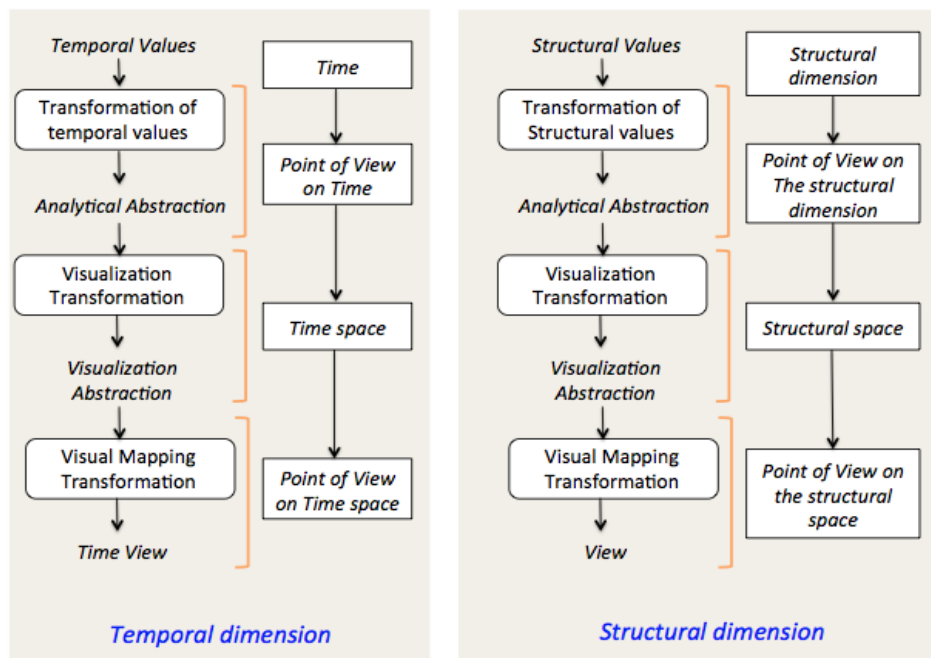 Temporal Values
Transformation of
temporal values
Analytical Abstraction
Visualization
Transformation
Visualization
Abstraction
Visual Mapping
Transformation
Time View
Time
Point of View
on Time
Time space
Point of View
on Time space
Temporal dimension
Structural Values
Transformation of
Structural values
Analytical Abstraction
Visualization
Transformation
Visualization
Abstraction
Visual Mapping
Transformation
View
Structural
dimension
Point of View on
The structural
dimension
Structural space
Point of View on
the structural
space
Structural dimension